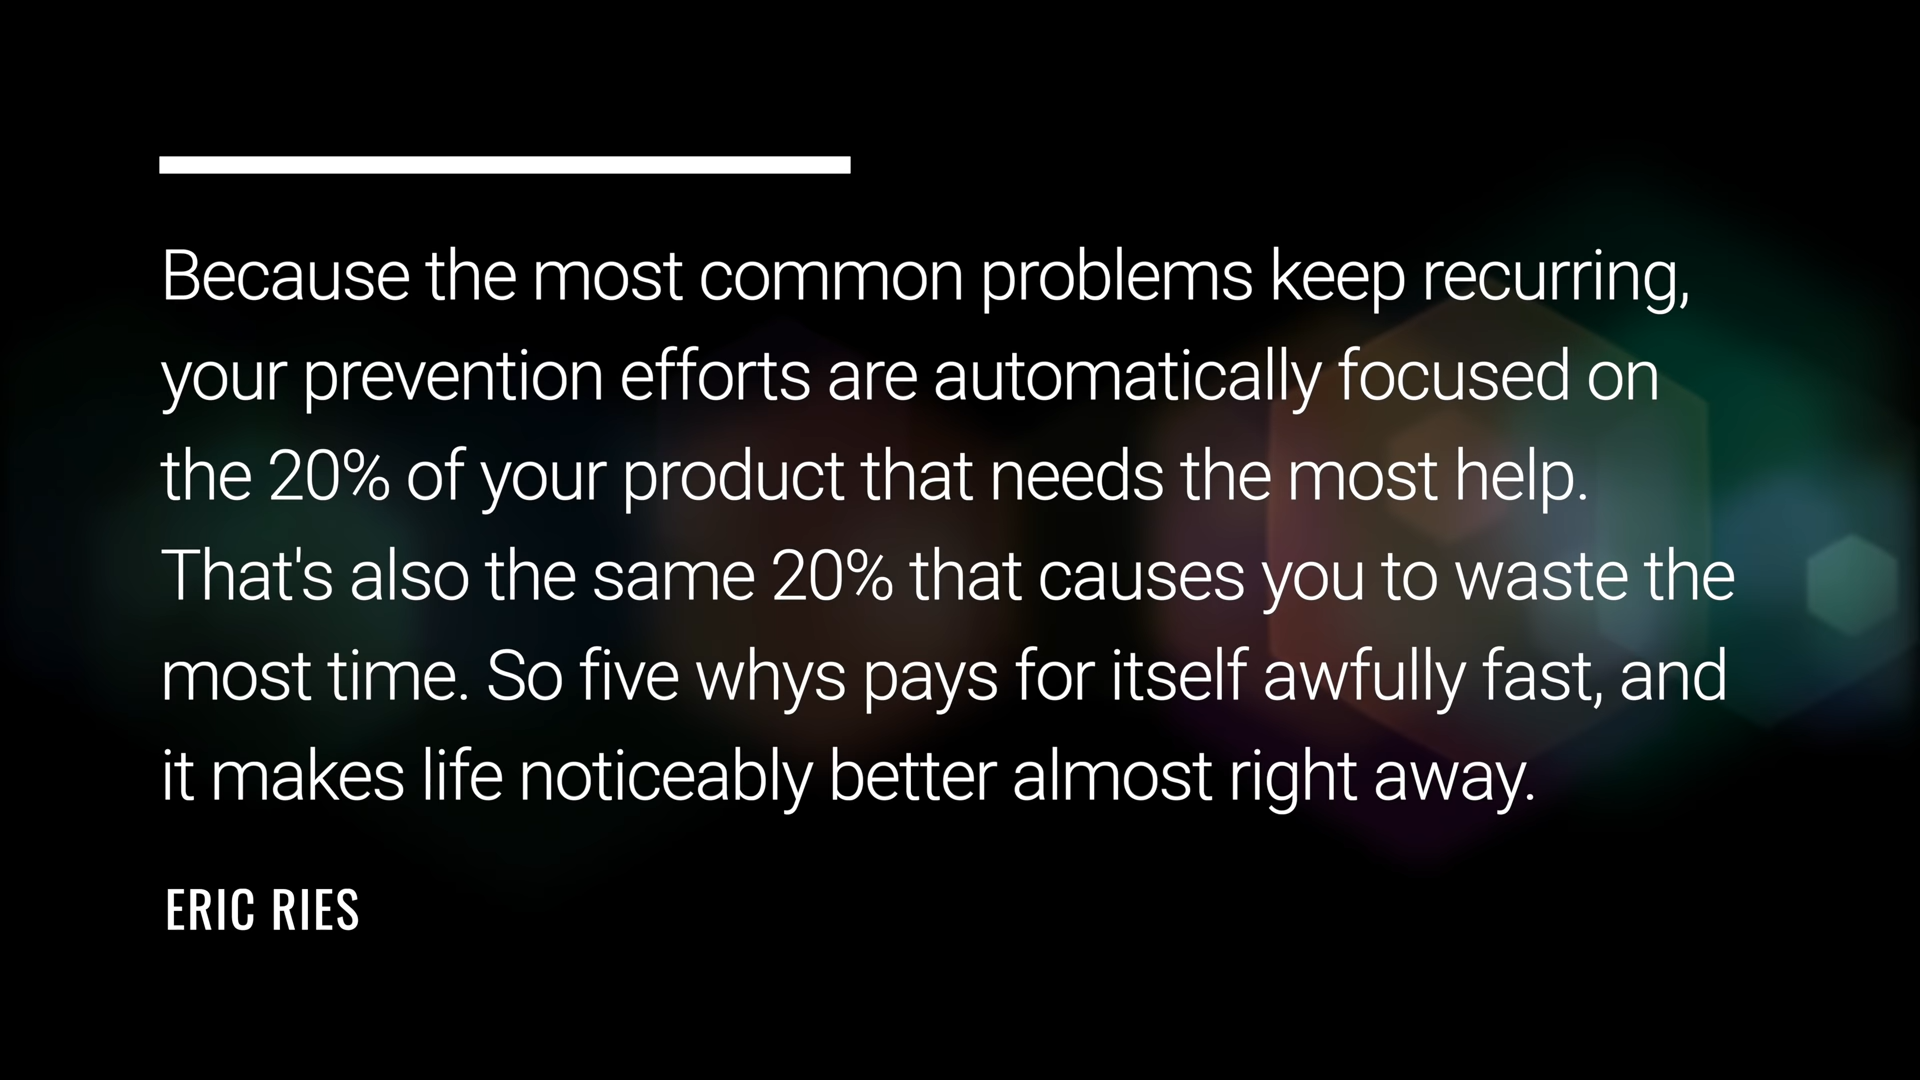 Because the most common problems keep recurring,
your prevention efforts are automatically focused on
the 20% of your product that needs the most help.
That's also the same 20% that causes you to waste the
most time. So five whys pays for itself awfully fast, and
it makes life noticeably better almost right away.
ERIC RIES